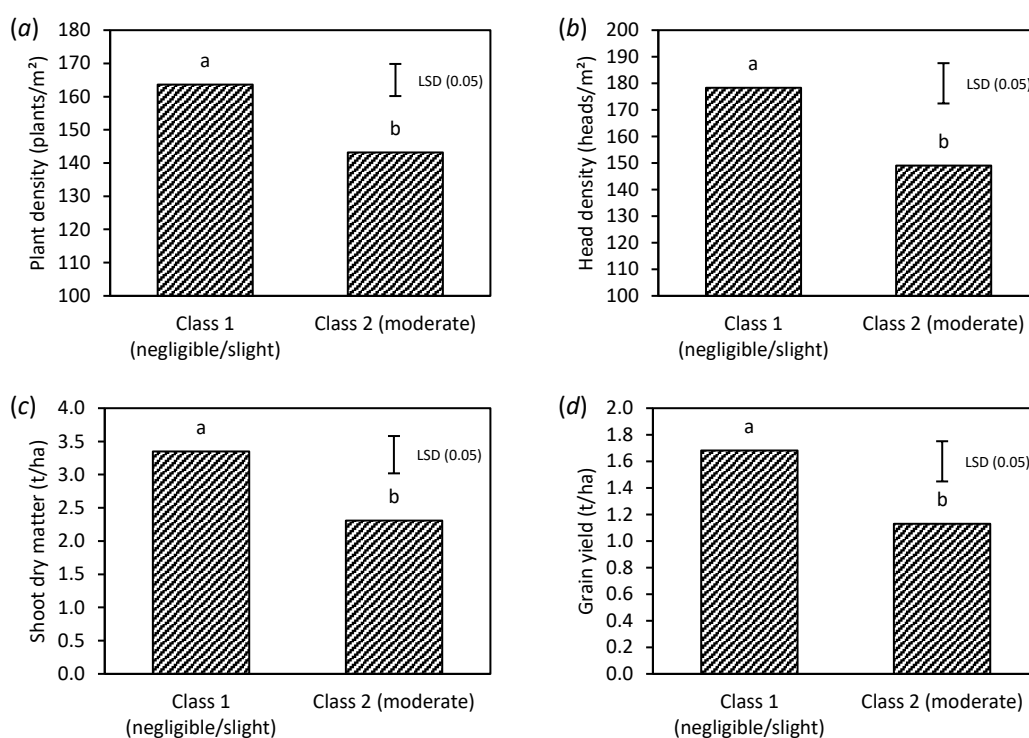 (a)
Plant density (plants/m²)
170
180
160
150
140
130
120
110
100
a
b
LSD (0.05)
Class 1
(negligible/slight)
Class 2 (moderate)
(b)
Head density (heads/m²)
200
190
180
170
160
150
140
130
120
110
100
a
b
LSD (0.05)
Class 1
(negligible/slight)
Class 2 (moderate)
(c)
Shoot dry matter (t/ha)
4.0
3.5
3.0
2.5
2.0
1.5
1.0
0.5
0.0
a
b
LSD (0.05)
Class 1
(negligible/slight)
Class 2 (moderate)
(d)
Grain yield (t/ha)
2.0
1.8
1.6
1.4
1.2
1.0
0.8
0.6
0.4
0.2
0.0
a
b
LSD (0.05)
Class 1
(negligible/slight)
Class 2 (moderate)